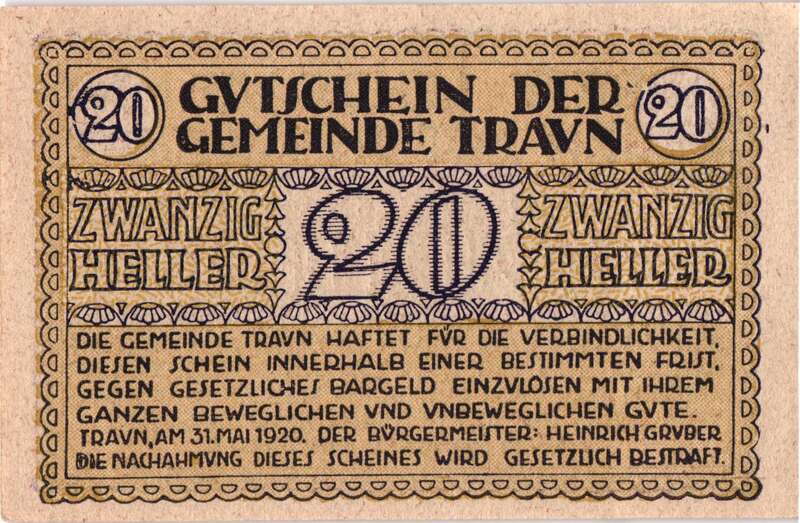 20 GVTSCHEIN DER 20
GEMEINDE TRAVN
ZWANZIG 20 ZWANZIG
HELLER HELLER
DIE GEMEINDE TRAVN HAFTET FÜR DIE VERBINDLICHKEIT,
DIESEN SCHEIN INNERHALB EINER BESTIMMTEN FRIST,
GEGEN GESETZLICHES BARGELD EINZVLÖSEN MIT IHREM
GANZEN BEWEGLICHEN VND VNBEWEGLICHEN GVTE.
TRAVN, AM 31. MAI 1920. DER BÜRGERMEISTER: HEINRICH GRVBER
DIE NACHAHMVNG DIESES SCHEINES WIRD GESETZLICH BESTRAFT.